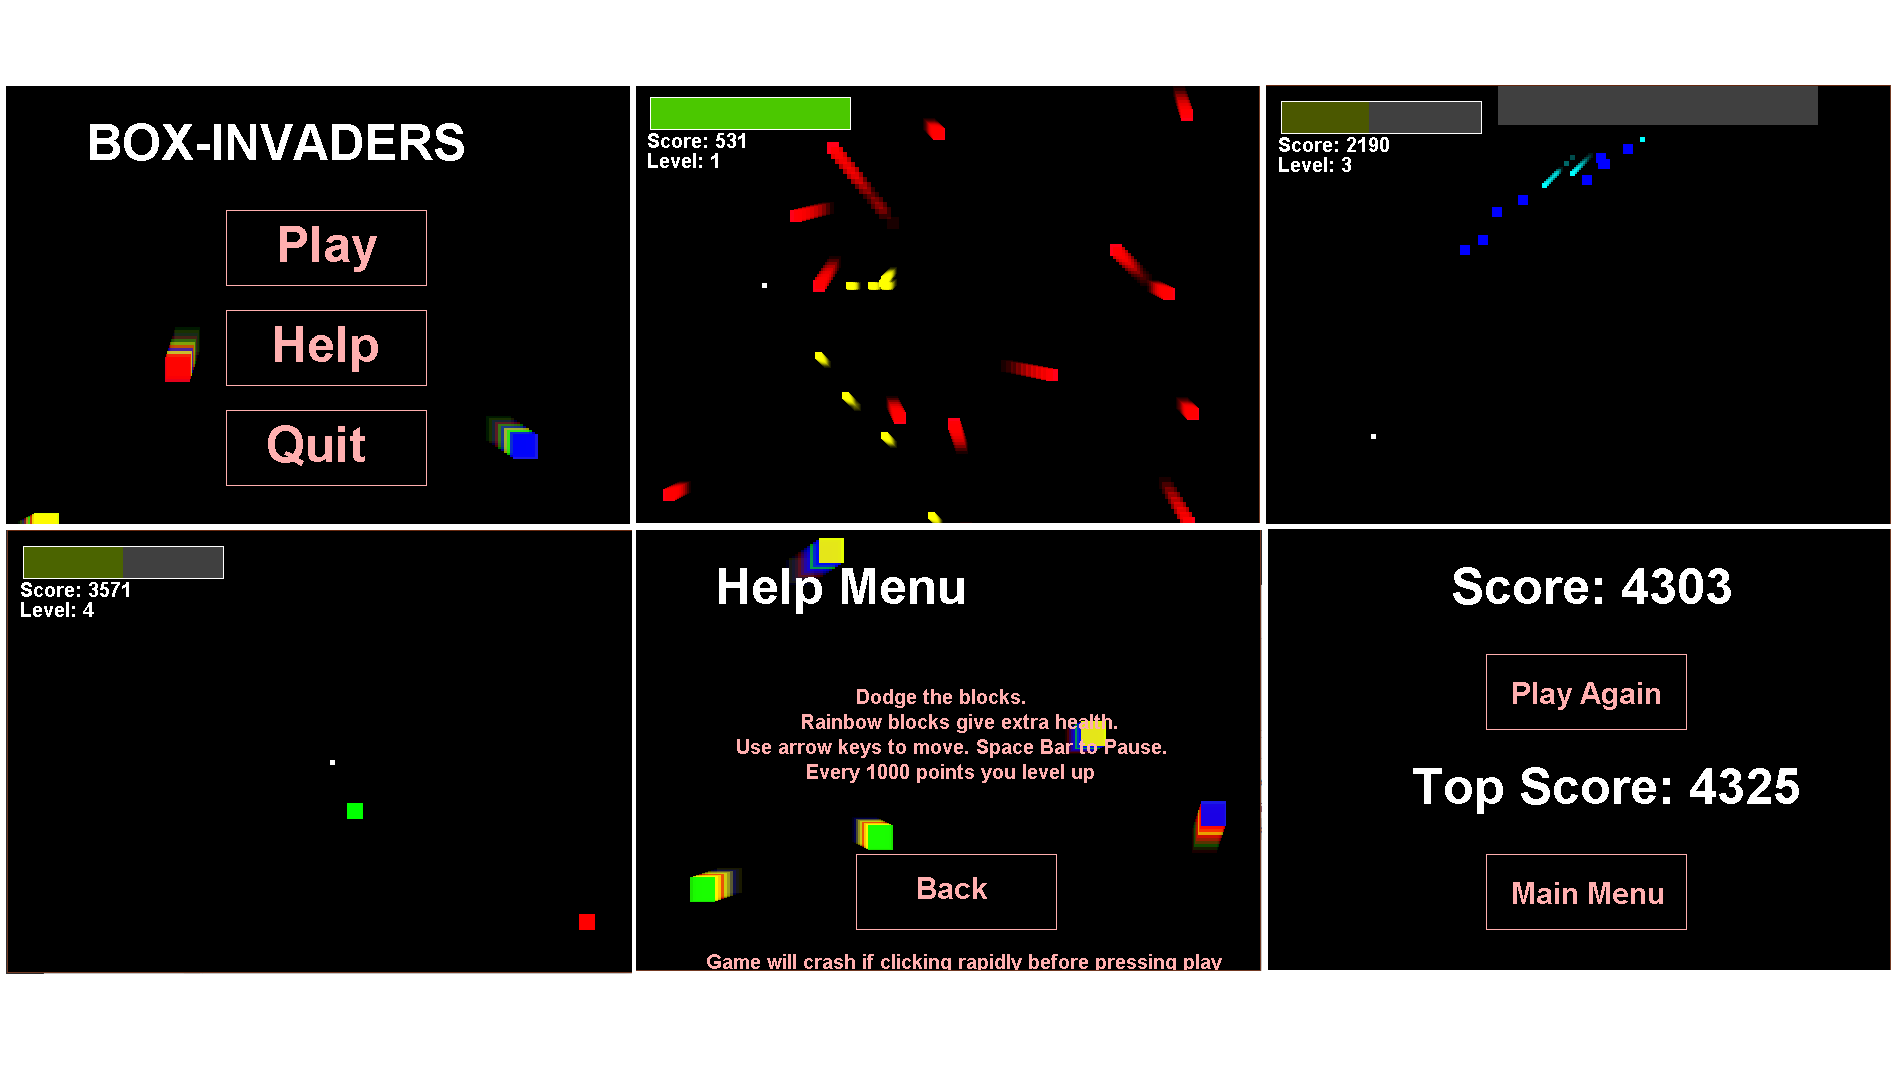 BOX-INVADERS
Play
Help
Quit
Score: 531
Level: 1
Score: 2190
Level: 3
Score: 3571
Level: 4
Help Menu
Dodge the blocks.
Rainbow blocks give extra health.
Use arrow keys to move. Space Bar to Pause.
Every 1000 points you level up
Back
Game will crash if clicking rapidly before pressing play
Score: 4303
Play Again
Top Score: 4325
Main Menu